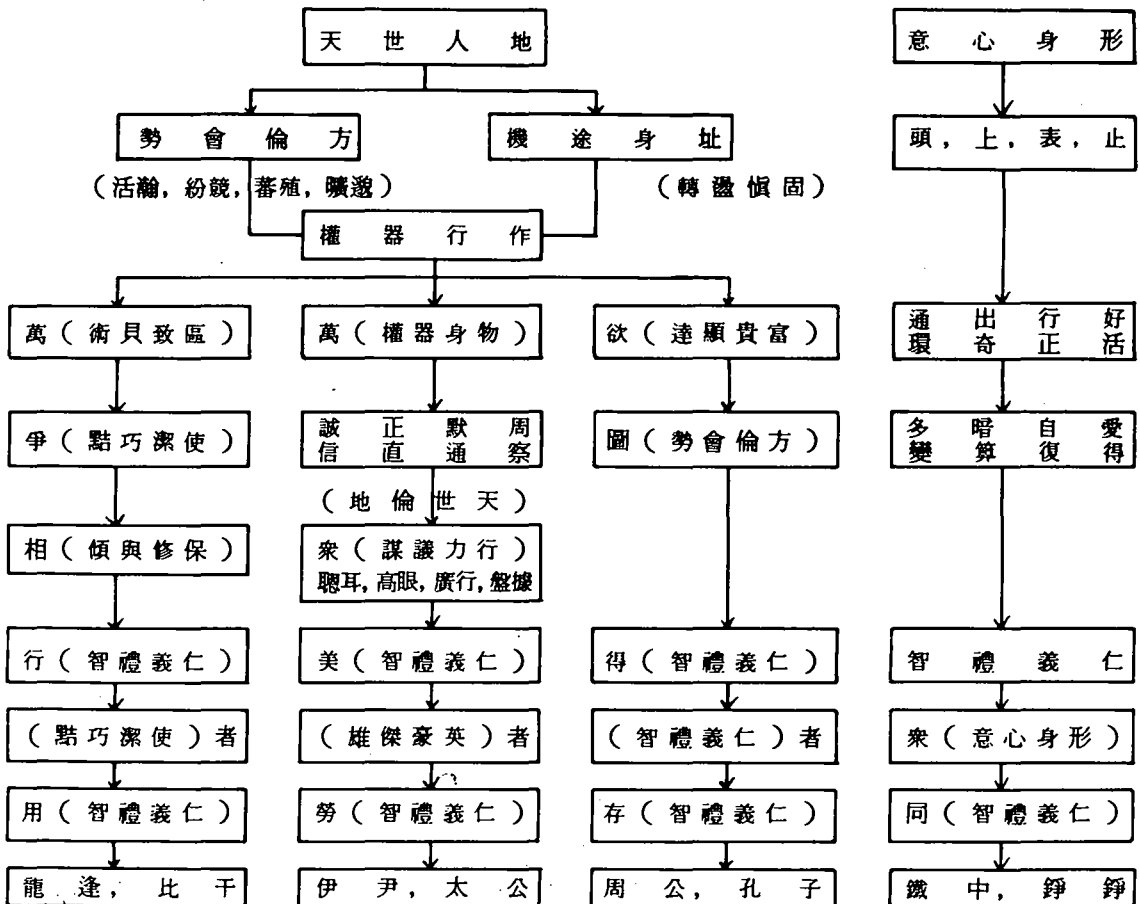 天世人地
意心身形
勢會倫方
機途身址
頭，上，表，止
（活瀚，紛競，蕃殖，曠邈）
（轉盪愼固）
權器行作
萬（術貝致區）
萬（權器身物）
欲（達顯貴富）
通出行好
環奇正活
爭（黠巧潔使）
誠正默周
信直通察
圖（勢會倫方）
多暗自愛
變算復得
（地倫世天）
相（傾與修保）
衆（謀議力行）
聰耳，高眼，廣行，盤據
行（智禮義仁）
美（智禮義仁）
得（智禮義仁）
智禮義仁
（黠巧潔使）者
（雄傑豪英）者
（智禮義仁）者
衆（意心身形）
用（智禮義仁）
勞（智禮義仁）
存（智禮義仁）
同（智禮義仁）
龍逢，比干
伊尹，太公
周公，孔子
鐵中，錚錚